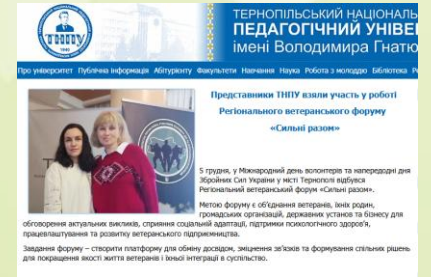 ТНПУ
1940
ТЕРНОПІЛЬСЬКИЙ НАЦІОНАЛЬ
ПЕДАГОГІЧНИЙ УНІВЕ
імені Володимира Гнатю
Про університет Публічна інформація Абітурієнту Факультети Навчання Наука Робота з молоддю Бібліотека
Представники ТНПУ взяли участь у роботі
Регіонального ветеранського форуму
«Сильні разом»
5 грудня, у Міжнародний день волонтерів та напередодні дня
Збройних Сил України у місті Тернополі відбувся
Регіональний ветеранський форум «Сильні разом».
Метою форуму є об'єднання ветеранів, їхніх родин,
громадських організацій, державних установ та бізнесу для
обговорення актуальних викликів, сприяння соціальній адаптації, підтримки психологічного здоров'я,
працевлаштування та розвитку ветеранського підприємництва.
Завдання форуму – створити платформу для обміну досвідом, зміцнення зв'язків та формування спільних рішень
для покращення якості життя ветеранів і їхньої інтеграції в суспільство.